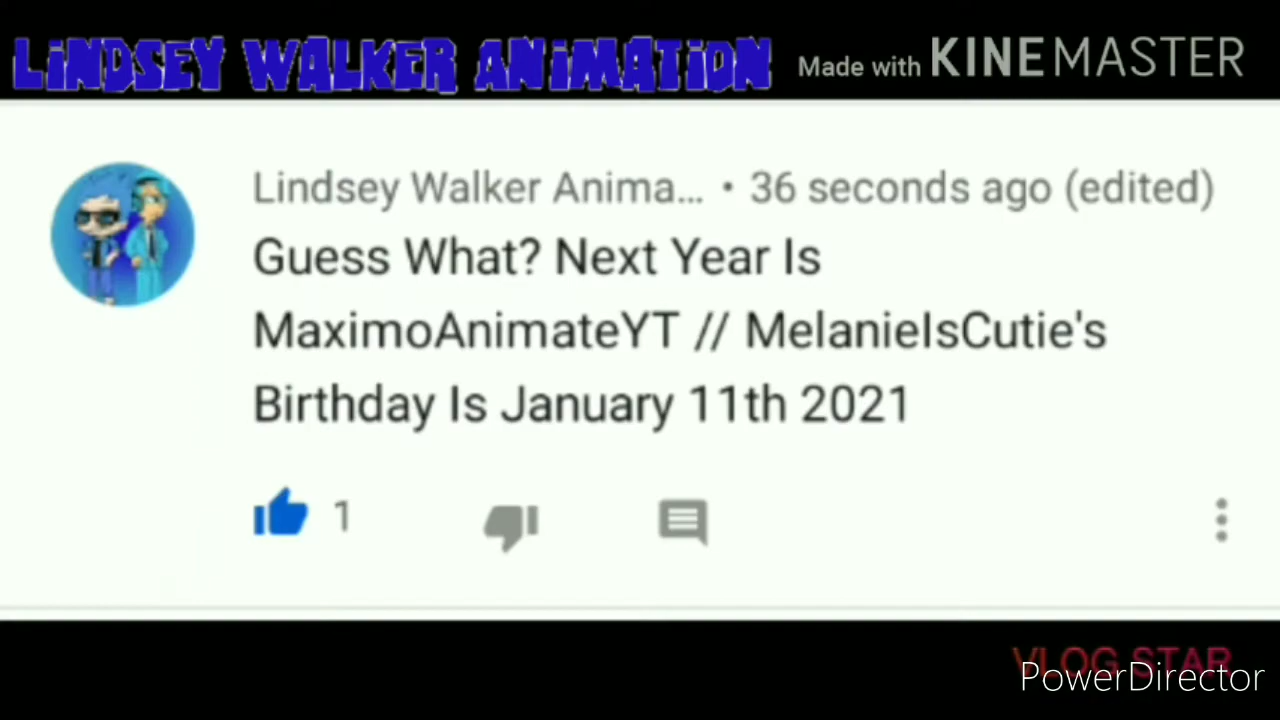 LiNDSEY WALKER ANiMATiON
Made with KINEMASTER
Lindsey Walker Anima... • 36 seconds ago (edited)
Guess What? Next Year Is
MaximoAnimateYT // MelanieIsCutie's
Birthday Is January 11th 2021
1
VLOG STAR
PowerDirector